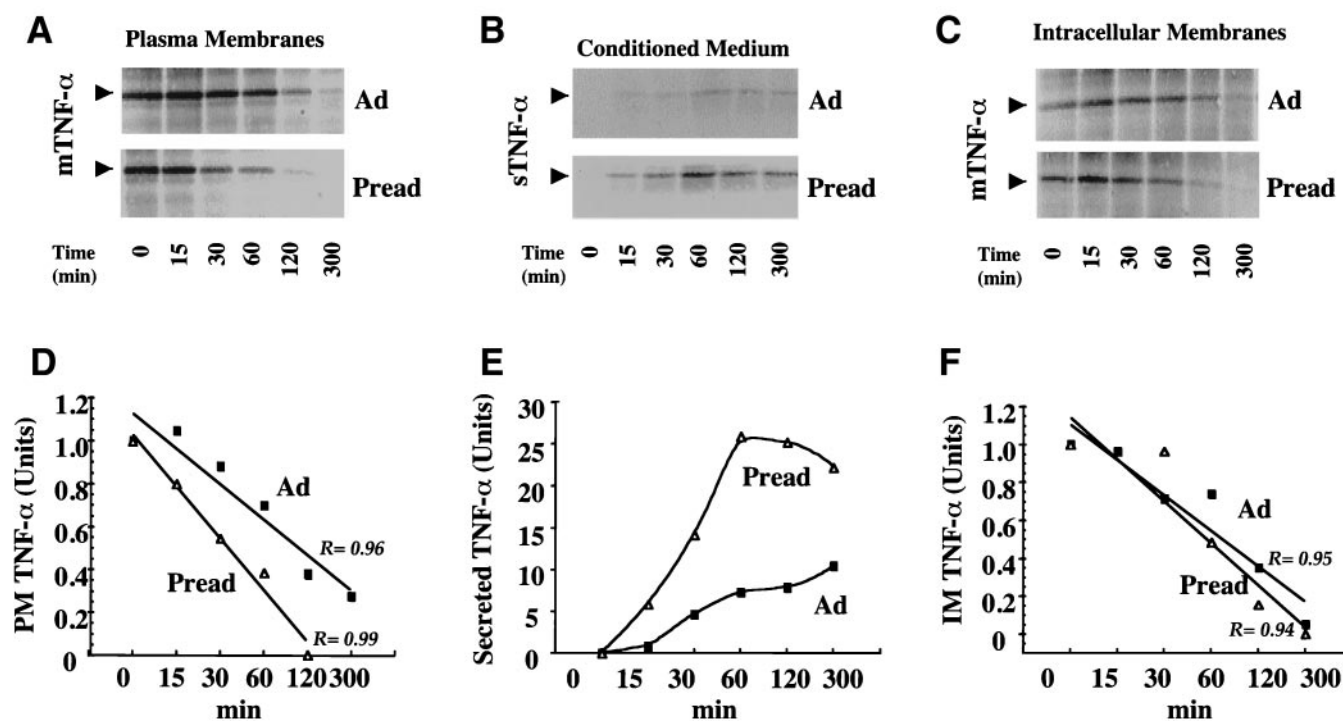 A
Plasma Membranes
mTNF-α
Ad
Pread
Time
(min)
0 15 30 60 120 300
B
Conditioned Medium
sTNF-α
Ad
Pread
Time
(min)
0 15 30 60 120 300
C
Intracellular Membranes
mTNF-α
Ad
Pread
Time
(min)
0 15 30 60 120 300
D
PM TNF-α (Units)
1.2
1.0
0.8
0.6
0.4
0.2
0
Ad
R= 0.96
Pread
R= 0.99
0 15 30 60 120 300
min
E
Secreted TNF-α (Units)
30
25
20
15
10
5
0
Pread
Ad
0 15 30 60 120 300
min
F
IM TNF-α (Units)
1.2
1.0
0.8
0.6
0.4
0.2
0
Ad
R= 0.95
Pread
R= 0.94
0 15 30 60 120 300
min